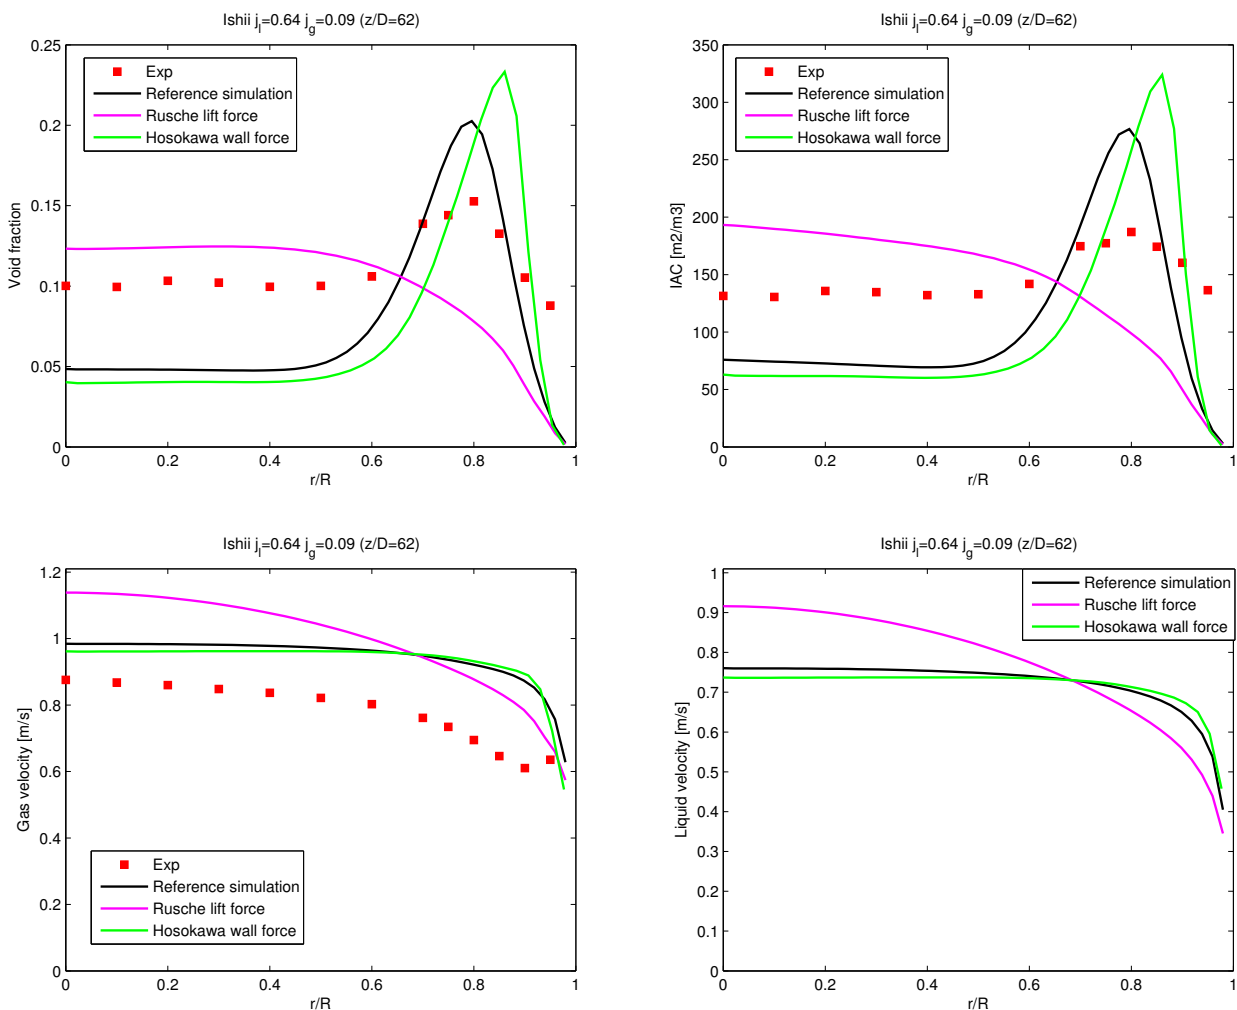 Ishii j_l=0.64 j_g=0.09 (z/D=62)
0.25
0.2
0.15
0.1
0.05
0
Void fraction
Exp
Reference simulation
Rusche lift force
Hosokawa wall force
0 0.2 0.4 0.6 0.8 1
r/R
Ishii j_l=0.64 j_g=0.09 (z/D=62)
350
300
250
200
150
100
50
0
IAC [m2/m3]
Exp
Reference simulation
Rusche lift force
Hosokawa wall force
0 0.2 0.4 0.6 0.8 1
r/R
Ishii j_l=0.64 j_g=0.09 (z/D=62)
1.2
1
0.8
0.6
0.4
0.2
0
Gas velocity [m/s]
Exp
Reference simulation
Rusche lift force
Hosokawa wall force
0 0.2 0.4 0.6 0.8 1
r/R
Ishii j_l=0.64 j_g=0.09 (z/D=62)
1
0.9
0.8
0.7
0.6
0.5
0.4
0.3
0.2
0.1
0
Liquid velocity [m/s]
Reference simulation
Rusche lift force
Hosokawa wall force
0 0.2 0.4 0.6 0.8 1
r/R